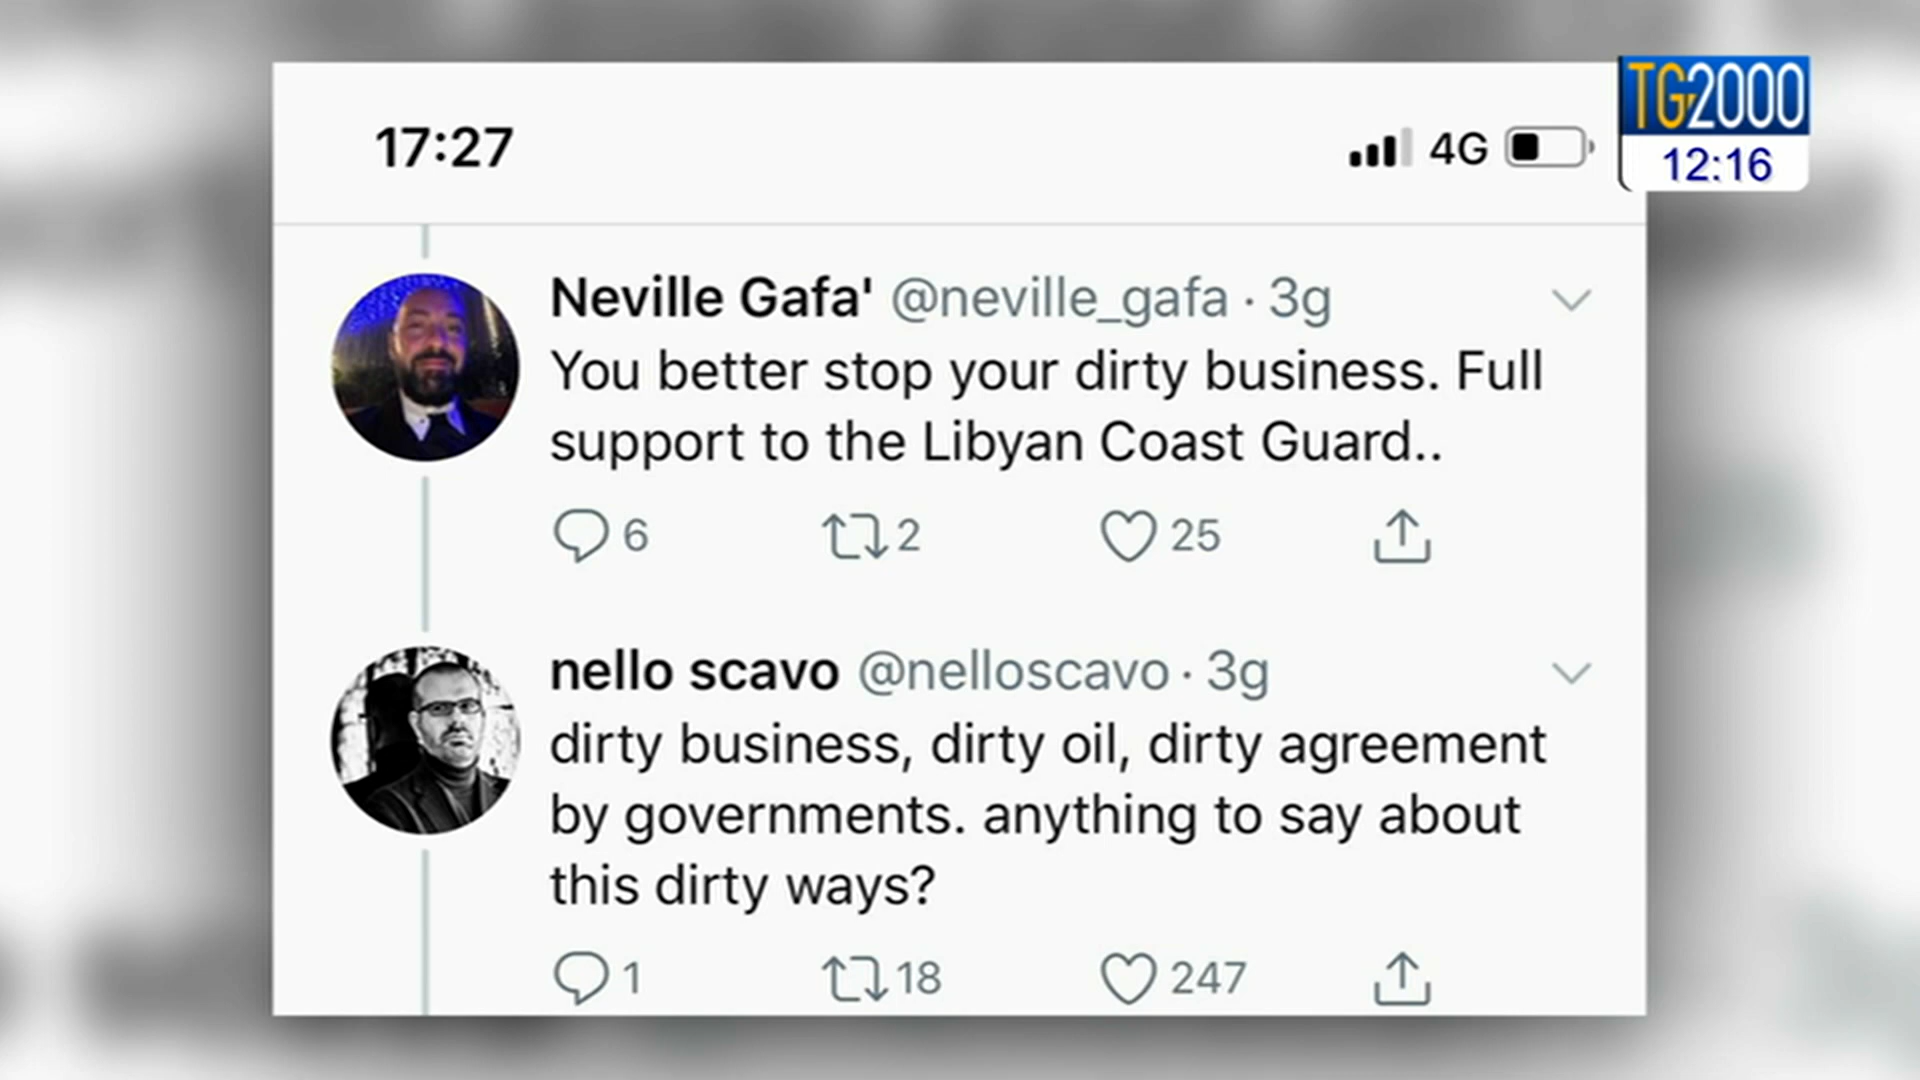 17:27
4G
TG2000
12:16
Neville Gafa' @neville_gafa · 3g
You better stop your dirty business. Full
support to the Libyan Coast Guard..
6 2 25
nello scavo @nelloscavo · 3g
dirty business, dirty oil, dirty agreement
by governments. anything to say about
this dirty ways?
1 18 247